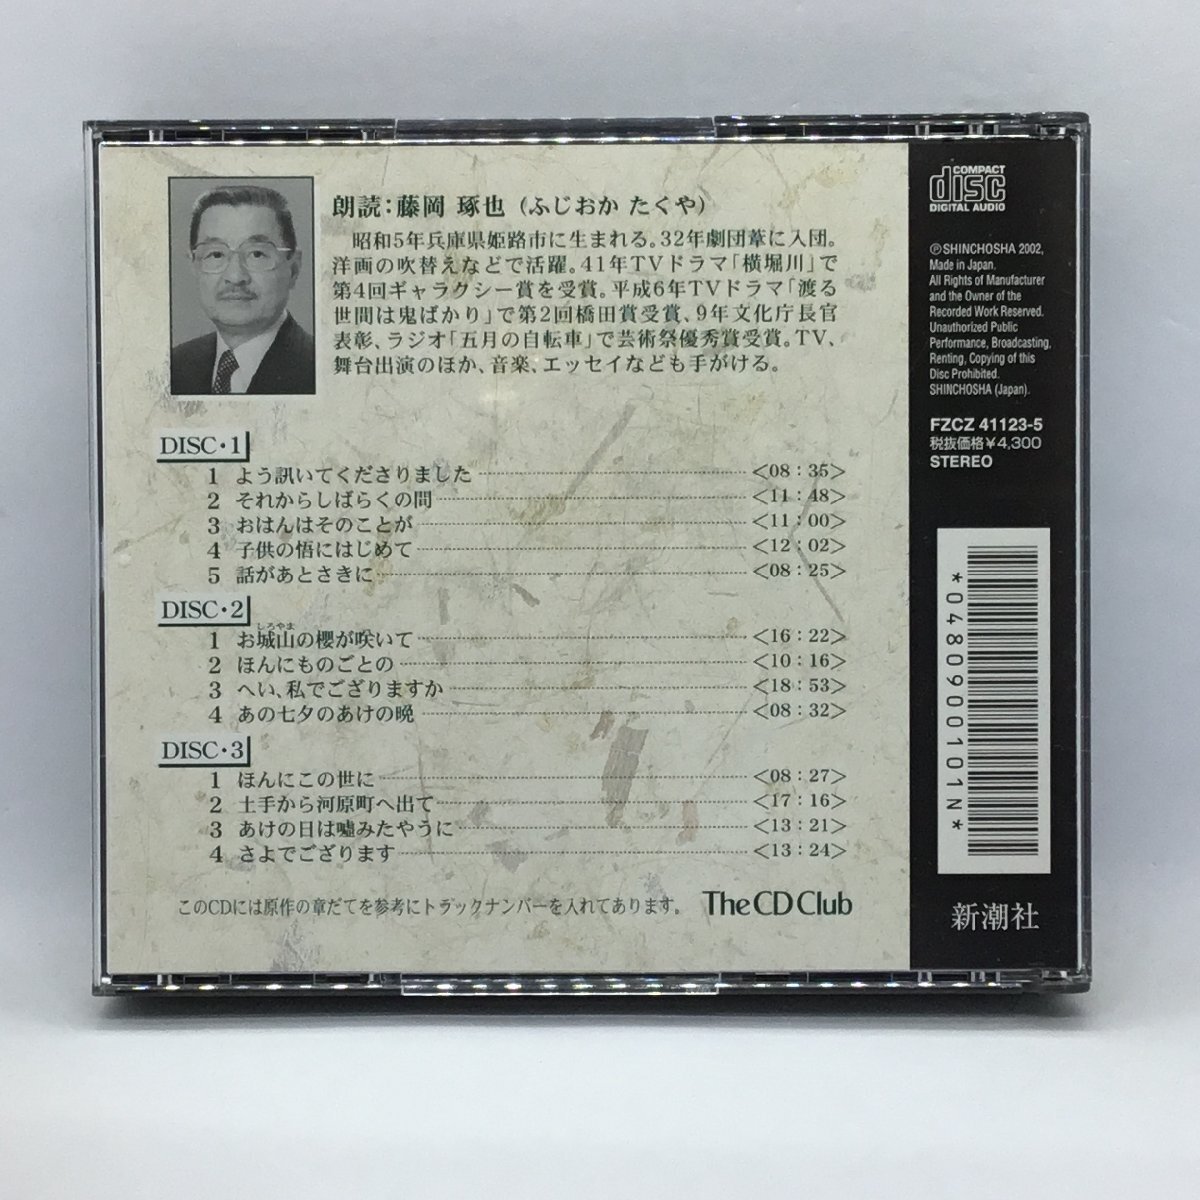 朗読：藤岡 琢也（ふじおか たくや）
昭和5年兵庫県姫路市に生まれる。32年劇団葦に入団。
洋画の吹替えなどで活躍。41年TVドラマ「横堀川」で
第4回ギャラクシー賞を受賞。平成6年TVドラマ「渡る
世間は鬼ばかり」で第2回橋田賞受賞、9年文化庁長官
表彰、ラジオ「五月の自転車」で芸術祭優秀賞受賞。TV、
舞台出演のほか、音楽、エッセイなども手がける。
DISC・1
1 よう訊いてくださりました <08：35>
2 それからしばらくの間 <11：48>
3 おはんはそのことが <11：00>
4 子供の悟にはじめて <12：02>
5 話があとさきに <08：25>
DISC・2
しろやま
1 お城山の櫻が咲いて <16：22>
2 ほんにものごとの <10：16>
3 へい、私でござりますか <18：53>
4 あの七夕のあけの晩 <08：32>
DISC・3
1 ほんにこの世に <08：27>
2 土手から河原町へ出て <17：16>
3 あけの日は嘘みたやうに <13：21>
4 さよでござります <13：24>
このCDには原作の章だてを参考にトラックナンバーを入れてあります。
The CD Club
COMPACT
disc
DIGITAL AUDIO
℗SHINCHOSHA 2002,
Made in Japan.
All Rights of Manufacturer
and the Owner of the
Recorded Work Reserved.
Unauthorized Public
Performance, Broadcasting,
Renting, Copying of this
Disc Prohibited.
SHINCHOSHA (Japan).
FZCZ 41123-5
税抜価格￥4,300
STEREO
*0480900101N*
新潮社